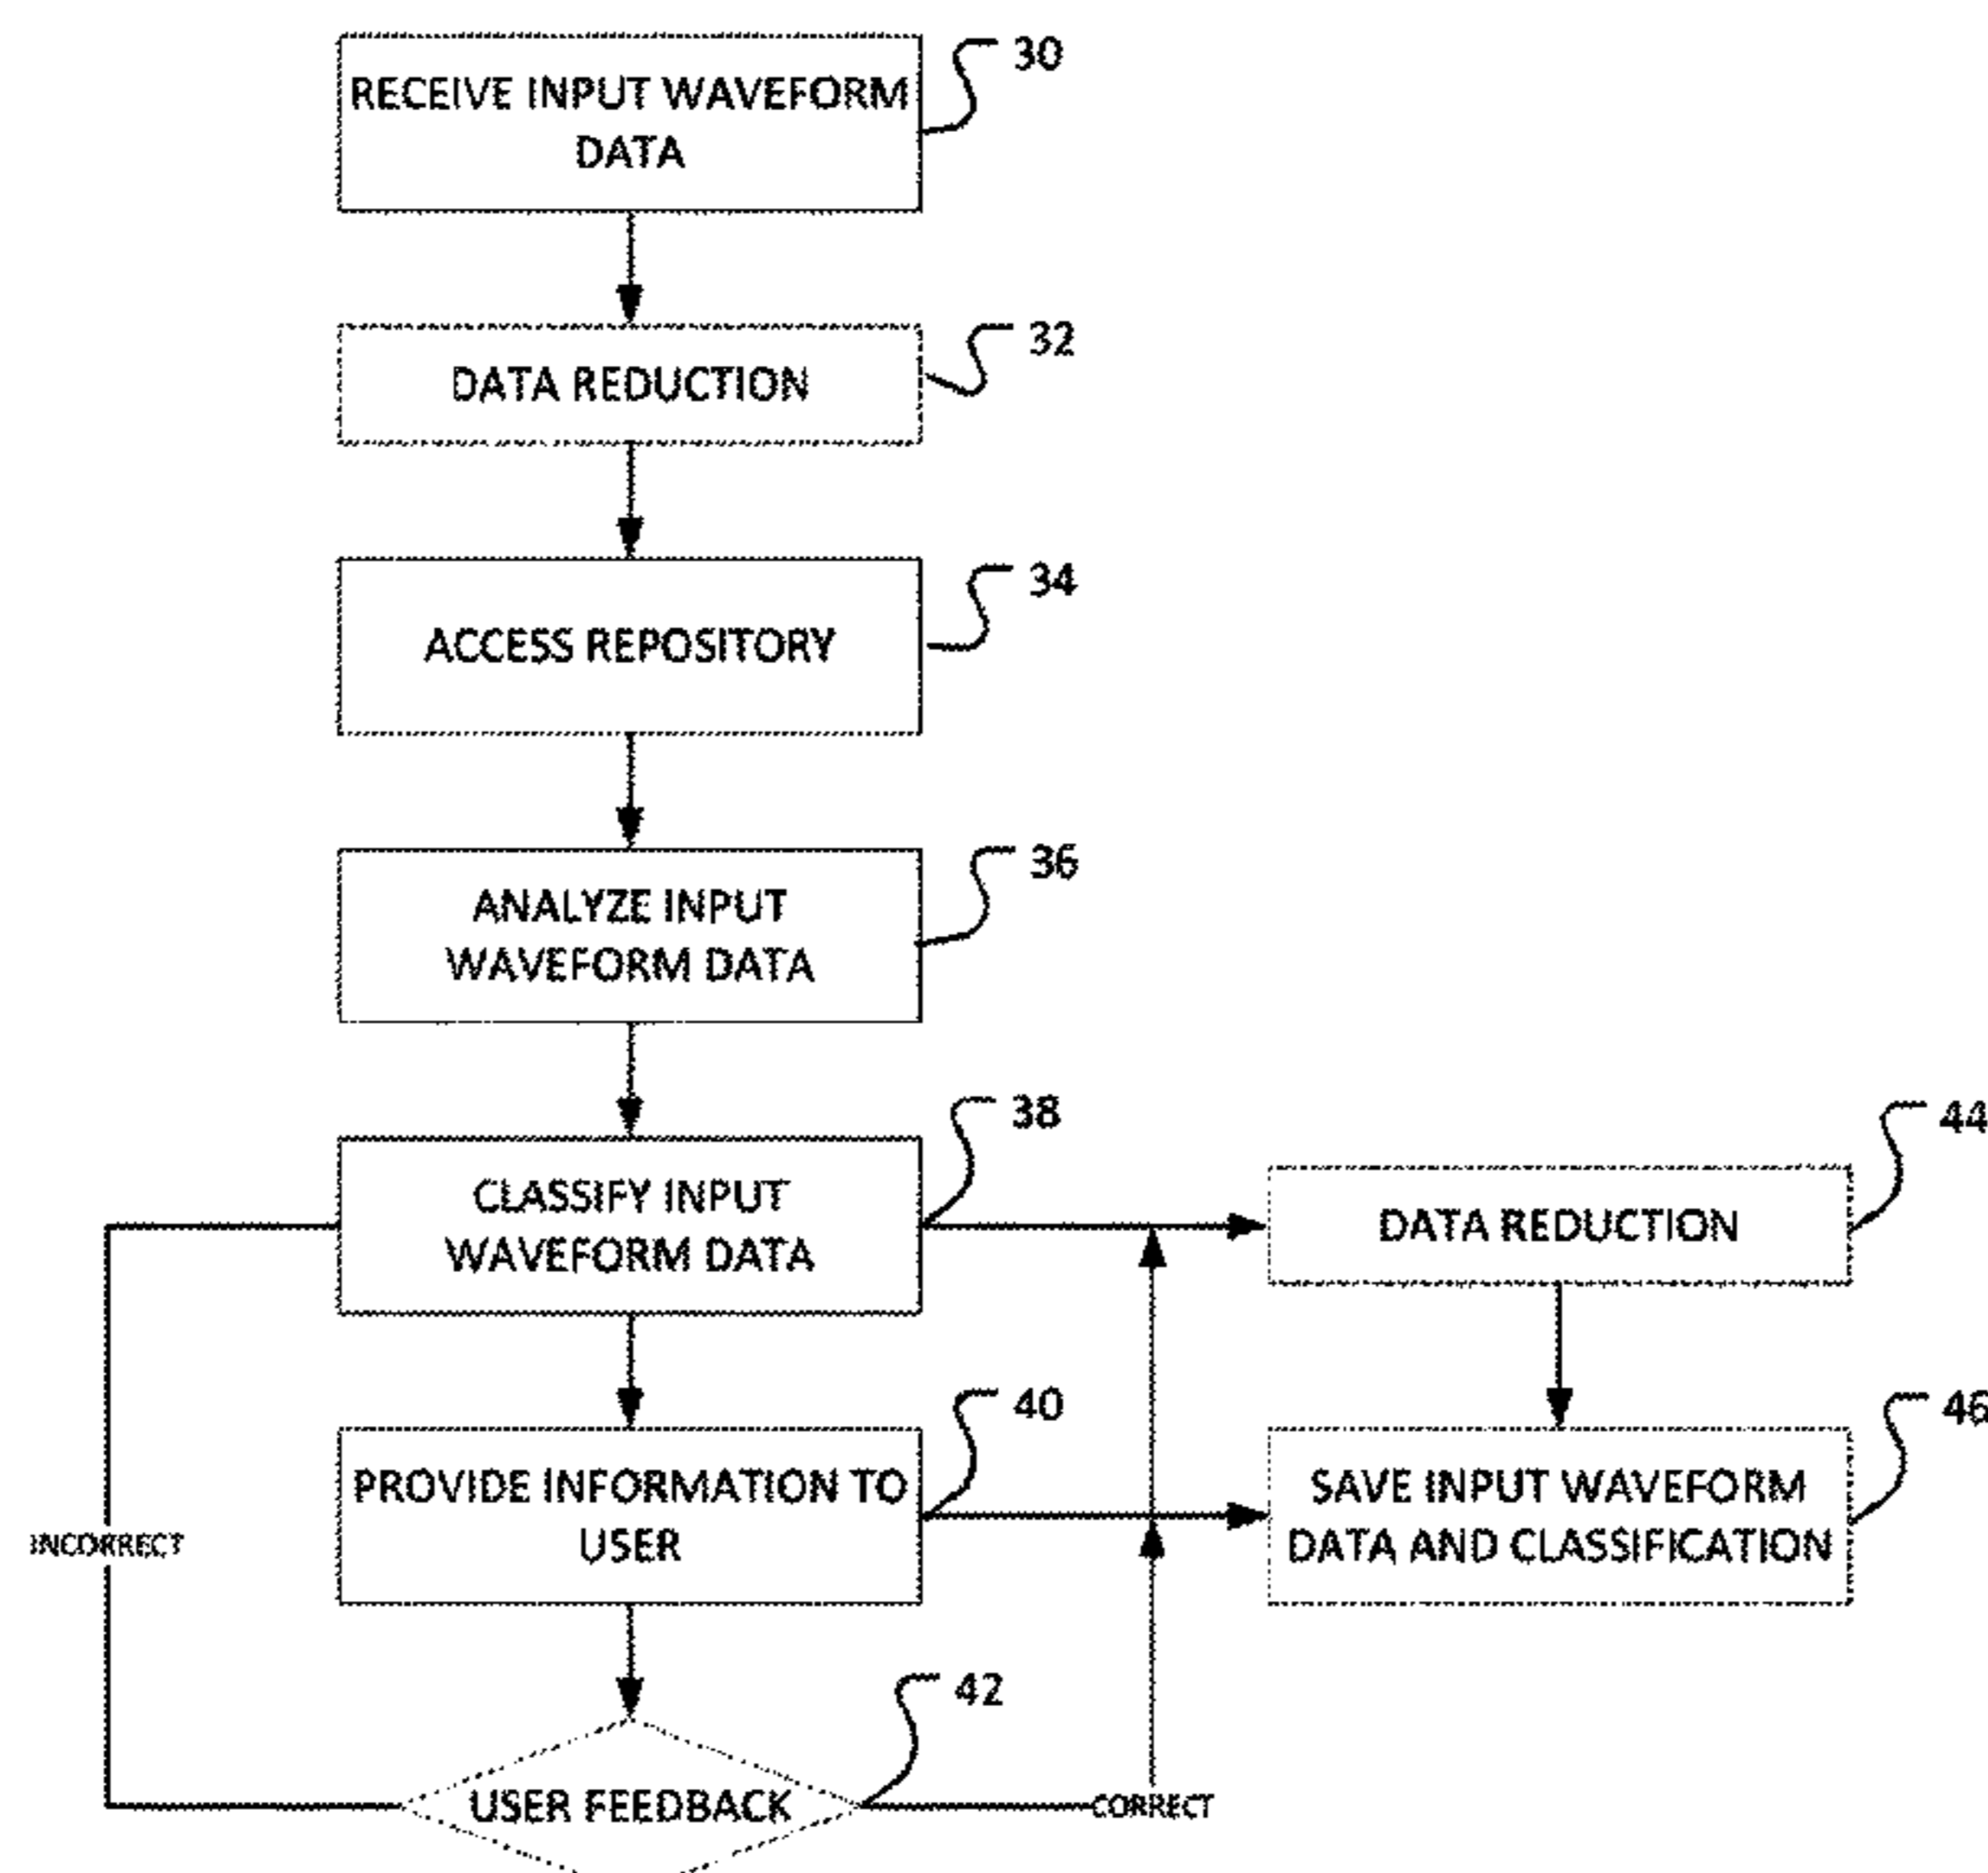 30
RECEIVE INPUT WAVEFORM
DATA
32
DATA REDUCTION
34
ACCESS REPOSITORY
36
ANALYZE INPUT
WAVEFORM DATA
38
CLASSIFY INPUT
WAVEFORM DATA
44
DATA REDUCTION
40
PROVIDE INFORMATION TO
USER
46
SAVE INPUT WAVEFORM
DATA AND CLASSIFICATION
INCORRECT
42
USER FEEDBACK
CORRECT